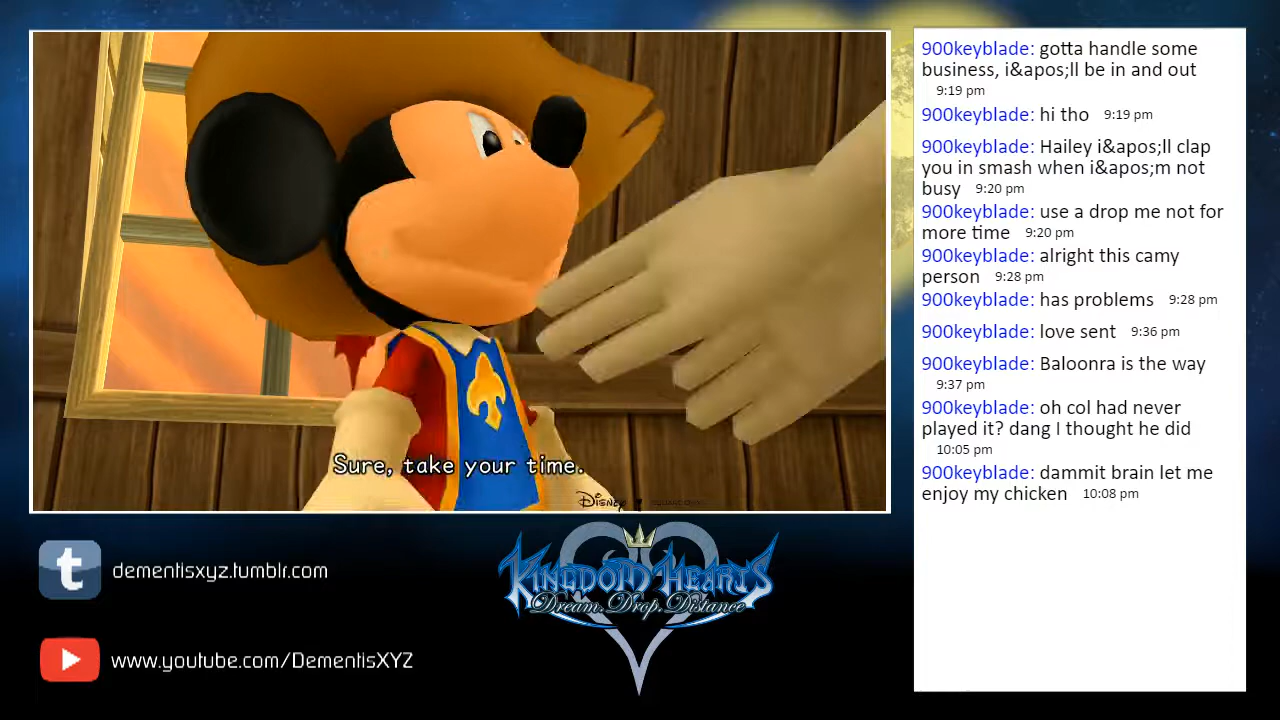 900keyblade: gotta handle some
business, i&apos;ll be in and out
9:19 pm
900keyblade: hi tho 9:19 pm
900keyblade: Hailey i&apos;ll clap
you in smash when i&apos;m not
busy 9:20 pm
900keyblade: use a drop me not for
more time 9:20 pm
900keyblade: alright this camy
person 9:28 pm
900keyblade: has problems 9:28 pm
900keyblade: love sent 9:36 pm
900keyblade: Baloonra is the way
9:37 pm
900keyblade: oh col had never
played it? dang I thought he did
10:05 pm
900keyblade: dammit brain let me
enjoy my chicken 10:08 pm
Sure, take your time.
Disney
t dementisxyz.tumblr.com
KINGDOM HEARTS
Dream.Drop.Distance
www.youtube.com/DementisXYZ